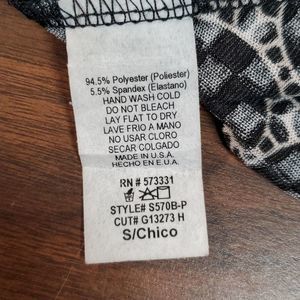 94.5% Polyester (Poliester)
5.5% Spandex (Elastano)
HAND WASH COLD
DO NOT BLEACH
LAY FLAT TO DRY
LAVE FRIO A MANO
NO USAR CLORO
SECAR COLGADO
MADE IN U.S.A.
HECHO EN E.U.A.
RN # 573331
STYLE# S570B-P
CUT# G13273 H
S/Chico